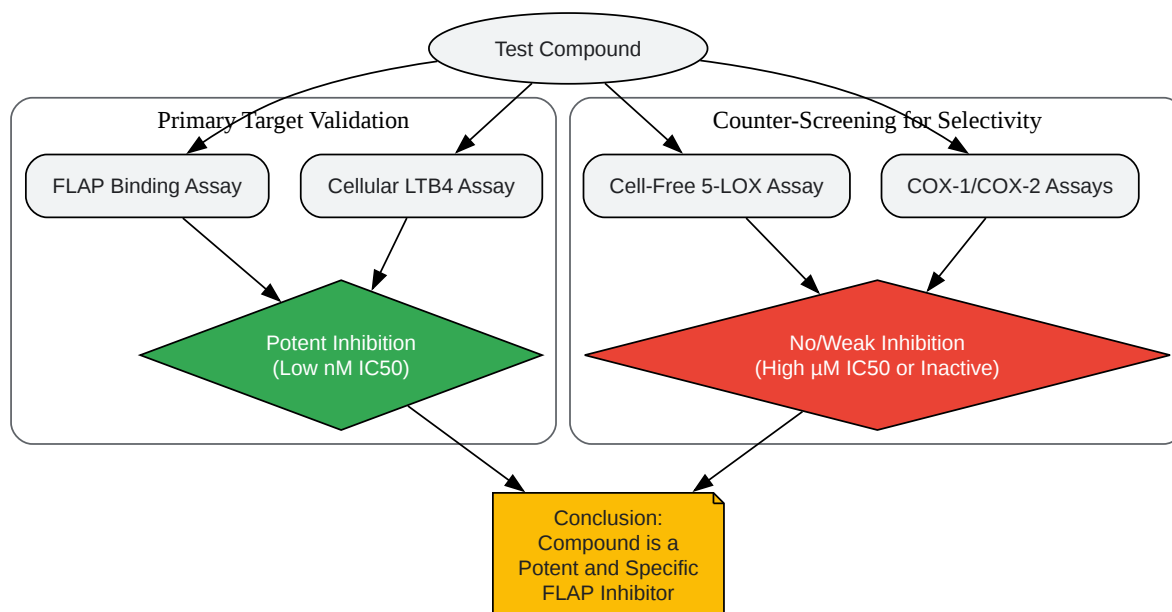 Test Compound
Primary Target Validation
Counter-Screening for Selectivity
FLAP Binding Assay
Cellular LTB4 Assay
Cell-Free 5-LOX Assay
COX-1/COX-2 Assays
Potent Inhibition
(Low nM IC50)
No/Weak Inhibition
(High µM IC50 or Inactive)
Conclusion:
Compound is a
Potent and Specific
FLAP Inhibitor